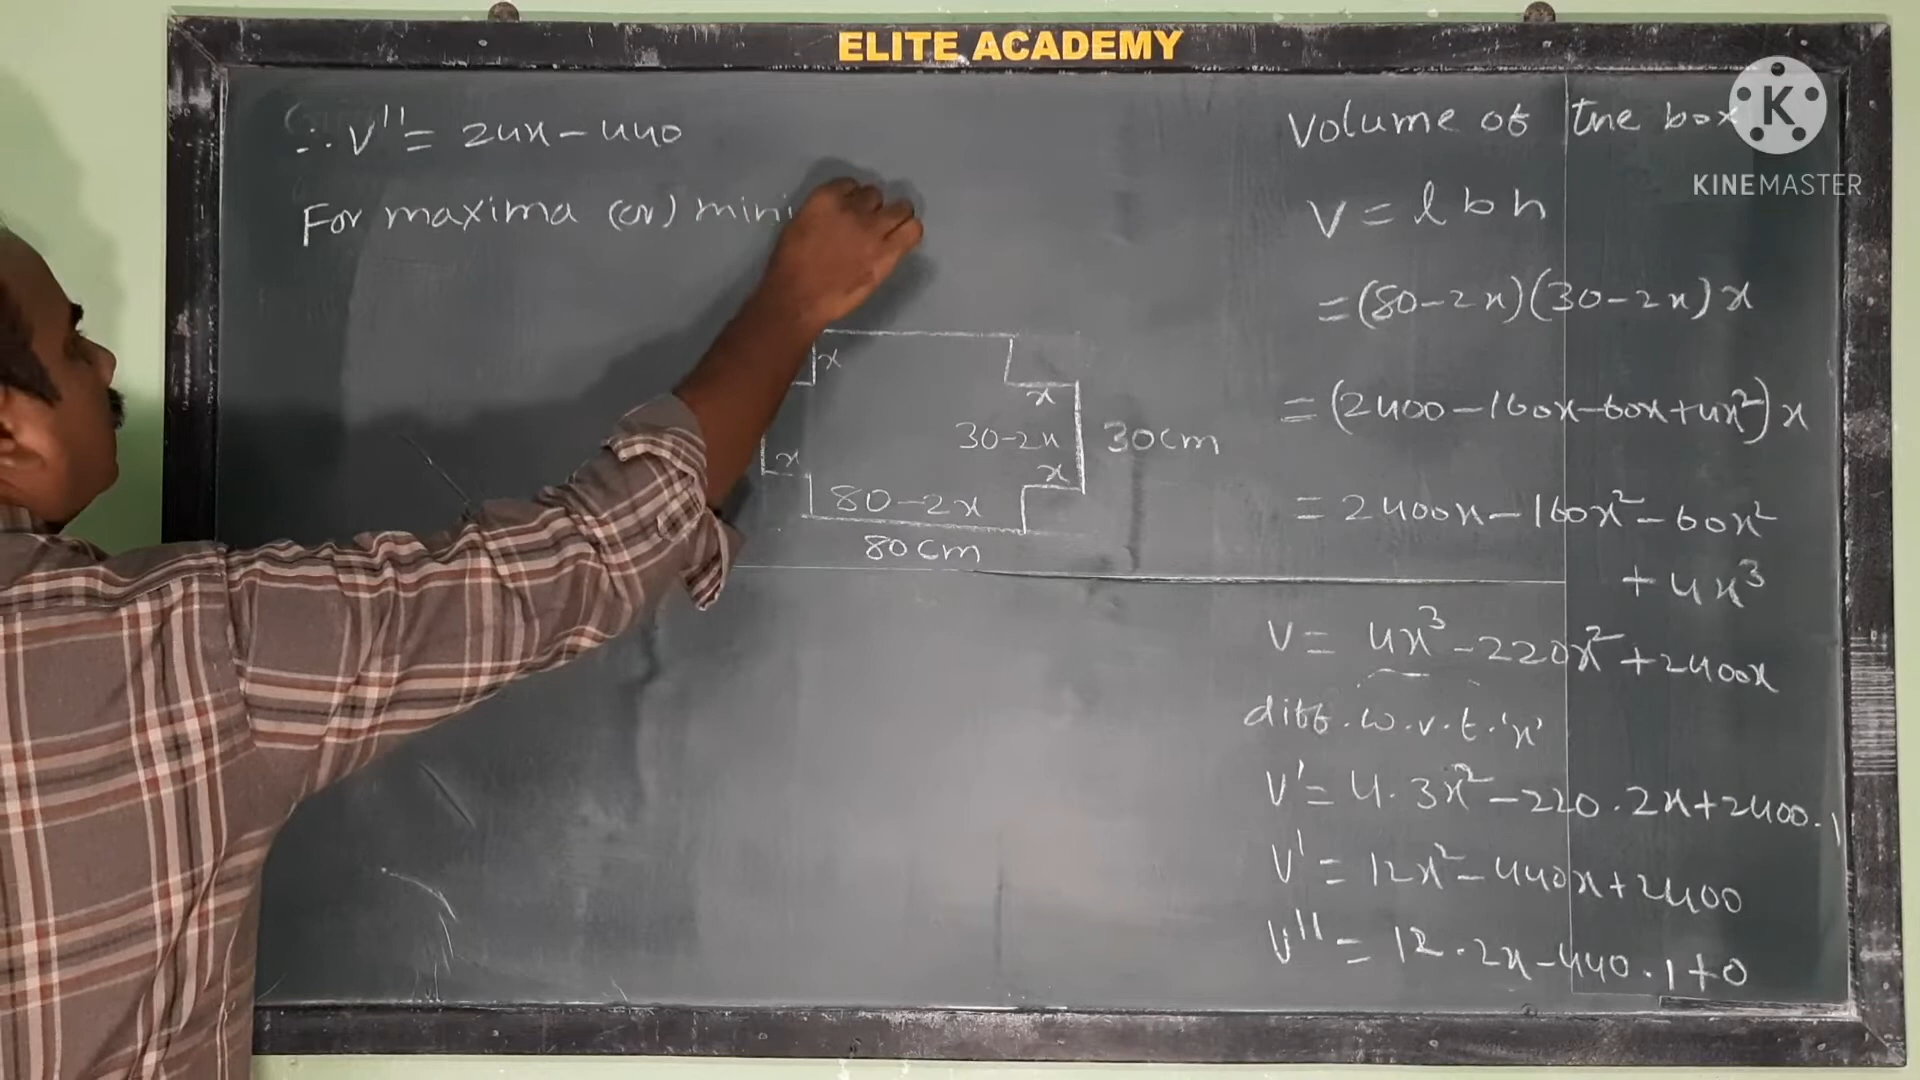 ELITE ACADEMY
∴ V'' = 24x - 440
For maxima (or) mini
x
x
30-2x
x
x
80-2x
30cm
80cm
Volume of the box
V = l b h
= (80-2x)(30-2x)x
= (2400-160x-60x+4x²)x
= 2400x-160x²-60x²
+4x³
V = 4x³-220x²+2400x
diff.w.r.t.'x'
V' = 4.3x²-220.2x+2400.1
V' = 12x²-440x+2400
V'' = 12.2x-440.1+0
K
KINEMASTER